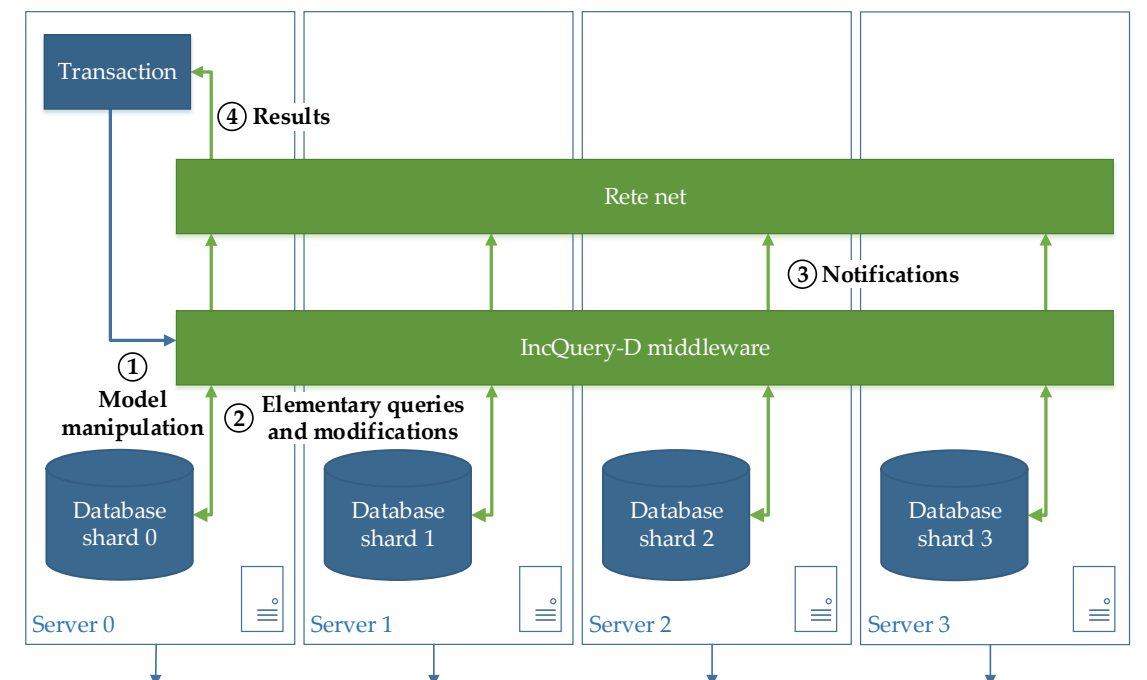 Transaction
④ Results
Rete net
③ Notifications
IncQuery-D middleware
①
Model
manipulation
② Elementary queries
and modifications
Database
shard 0
Database
shard 1
Database
shard 2
Database
shard 3
Server 0
Server 1
Server 2
Server 3